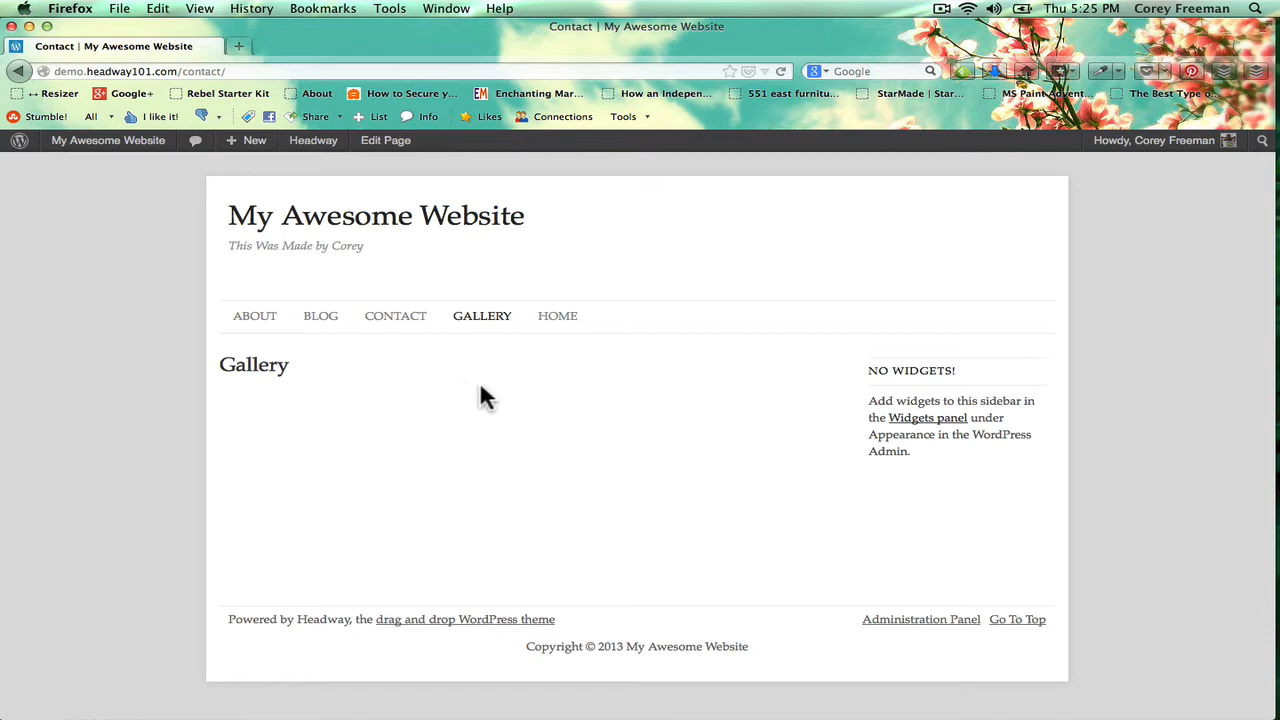 Firefox File Edit View History Bookmarks Tools Window Help Thu 5:25 PM Corey Freeman
Contact | My Awesome Website
Contact | My Awesome Website
demo.headway101.com/contact/ Google
↔ Resizer Google+ Rebel Starter Kit About How to Secure y... Enchanting Mar... How an Indepen... 551 east furnitu... StarMade | Star... MS Paint Advent... The Best Type o...
Stumble! All I like it! Share List Info Likes Connections Tools
My Awesome Website New Headway Edit Page Howdy, Corey Freeman
My Awesome Website
This Was Made by Corey
ABOUT BLOG CONTACT GALLERY HOME
Gallery
NO WIDGETS!
Add widgets to this sidebar in
the Widgets panel under
Appearance in the WordPress
Admin.
Powered by Headway, the drag and drop WordPress theme Administration Panel Go To Top
Copyright © 2013 My Awesome Website